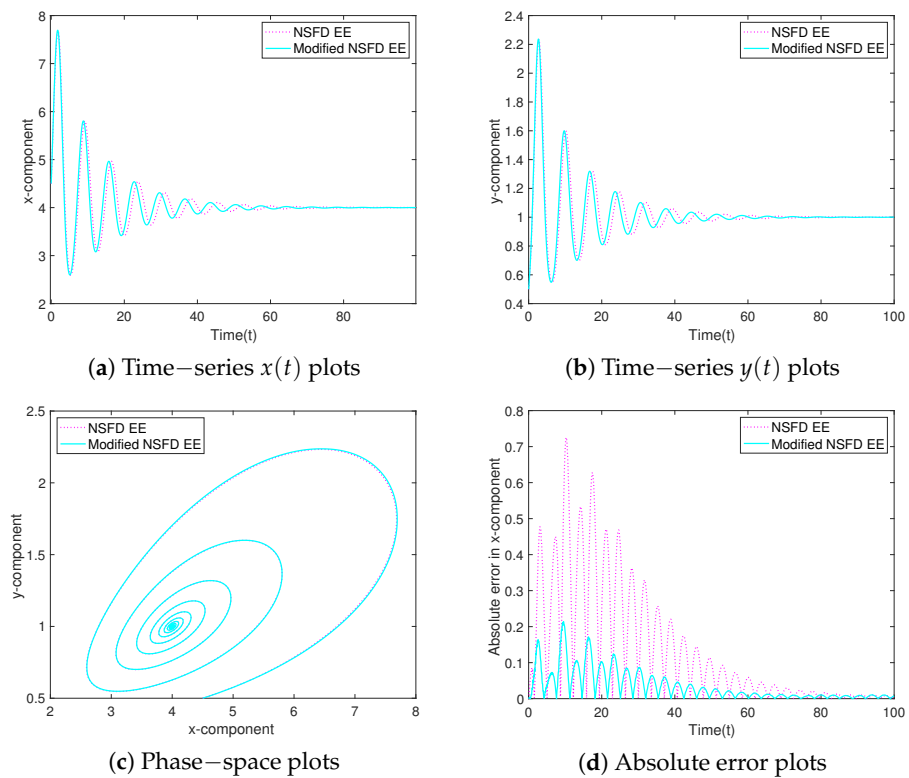 8
7
6
5
4
3
2
x-component
0
20
40
60
80
Time(t)
NSFD EE
Modified NSFD EE
(a) Time−series x(t) plots
2.4
2.2
2
1.8
1.6
1.4
1.2
1
0.8
0.6
0.4
y-component
0
20
40
60
80
100
Time(t)
NSFD EE
Modified NSFD EE
(b) Time−series y(t) plots
2.5
2
1.5
1
0.5
y-component
2
3
4
5
6
7
8
x-component
NSFD EE
Modified NSFD EE
(c) Phase−space plots
0.8
0.7
0.6
0.5
0.4
0.3
0.2
0.1
0
Absolute error in x-component
0
20
40
60
80
100
Time(t)
NSFD EE
Modified NSFD EE
(d) Absolute error plots